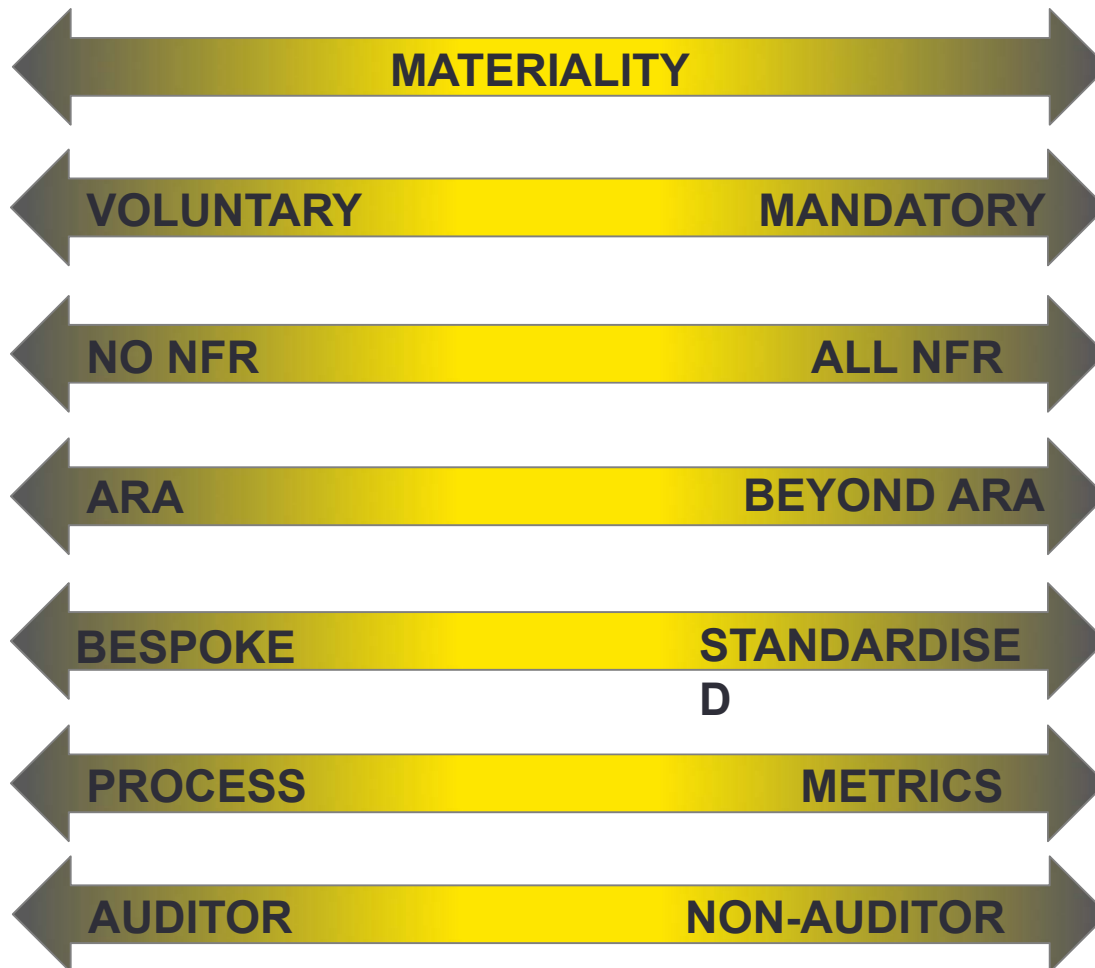 MATERIALITY
VOLUNTARY MANDATORY
NO NFR ALL NFR
ARA BEYOND ARA
BESPOKE STANDARDISE
D
PROCESS METRICS
AUDITOR NON-AUDITOR